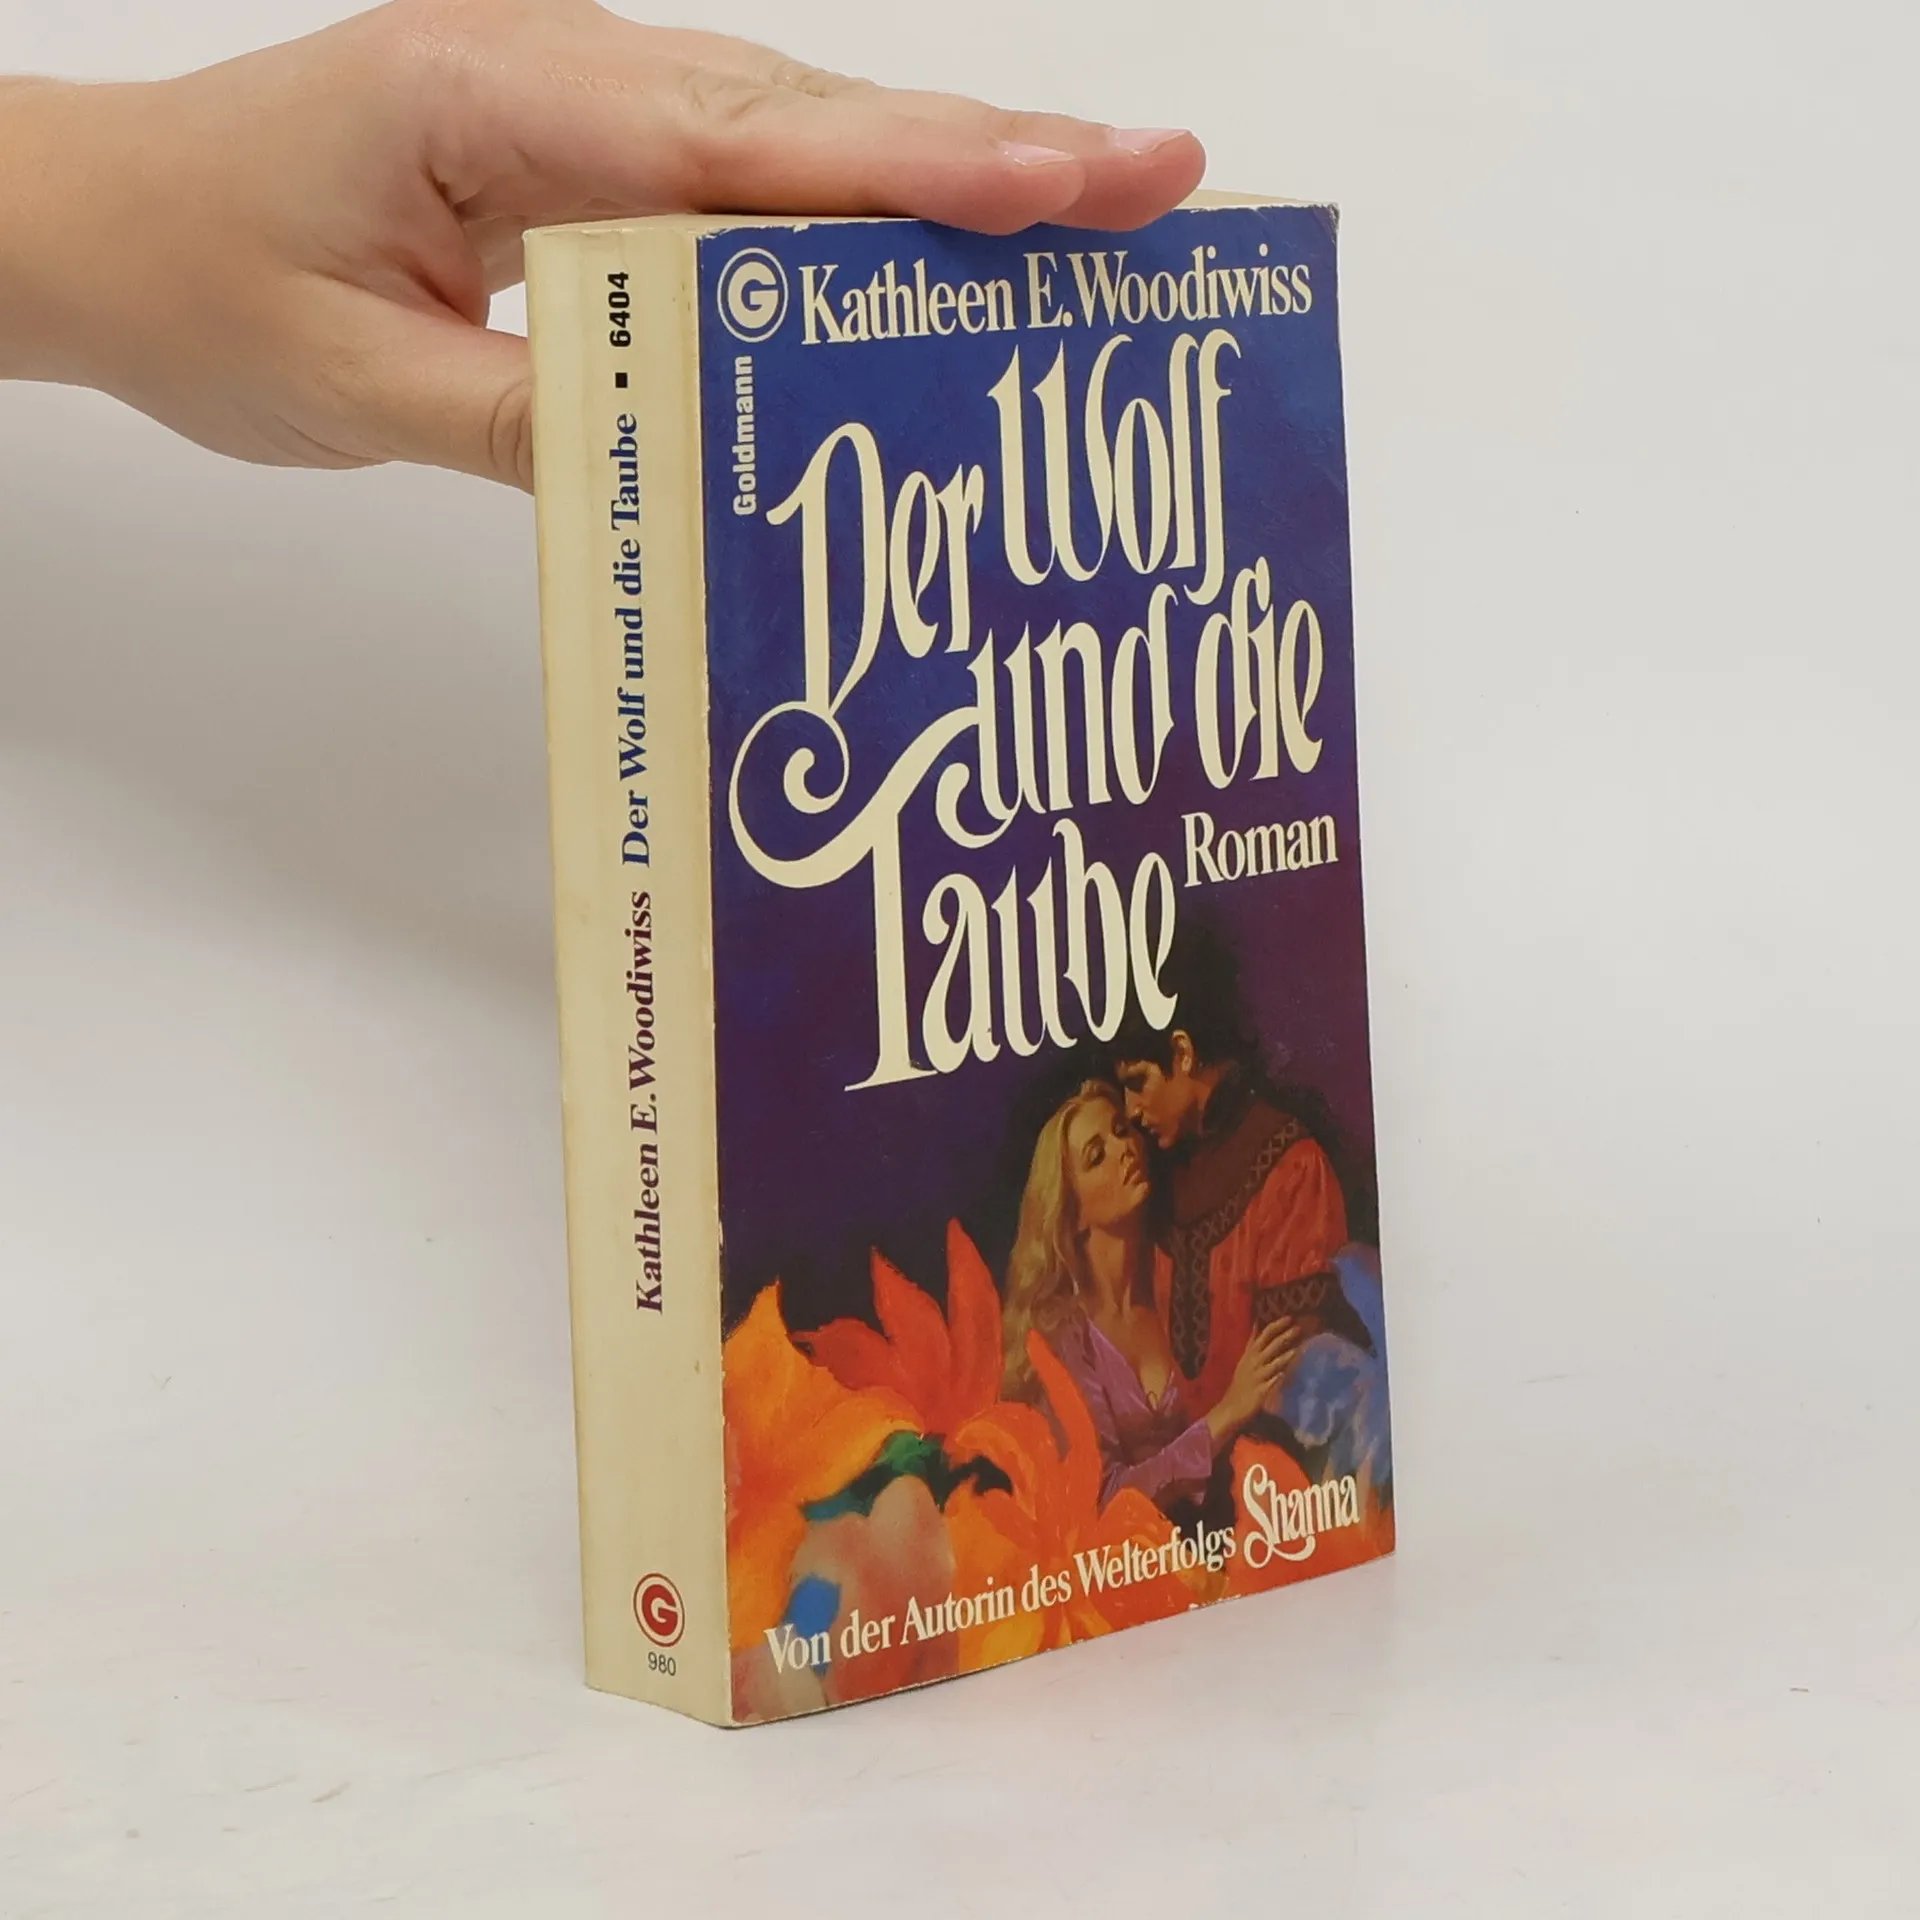 Kathleen E. Woodiwiss Der Wolf und die Taube ▪ 6404
G
980
G Kathleen E. Woodiwiss
Goldmann
Der Wolf
und die
Taube
Roman
Von der Autorin des Welterfolgs Shanna